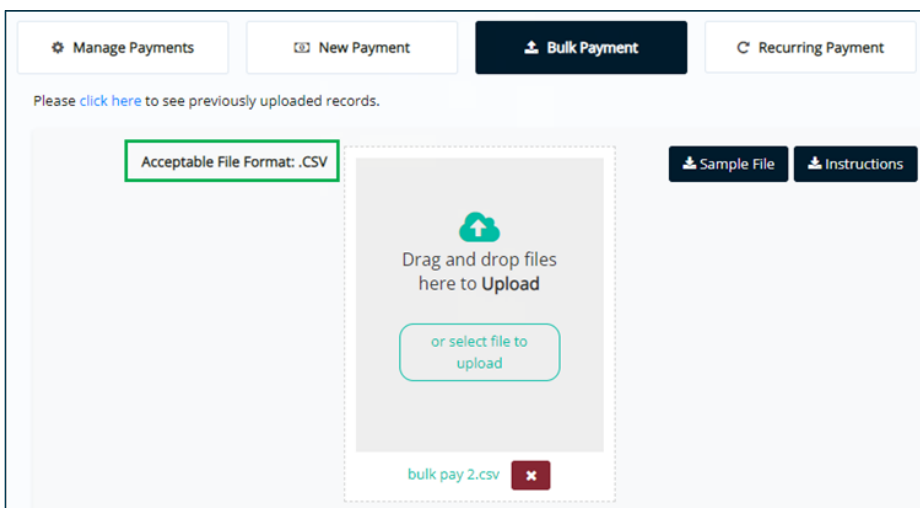 Manage Payments
New Payment
Bulk Payment
Recurring Payment
Please click here to see previously uploaded records.
Acceptable File Format: .CSV
Sample File
Instructions
Drag and drop files
here to Upload
or select file to
upload
bulk pay 2.csv